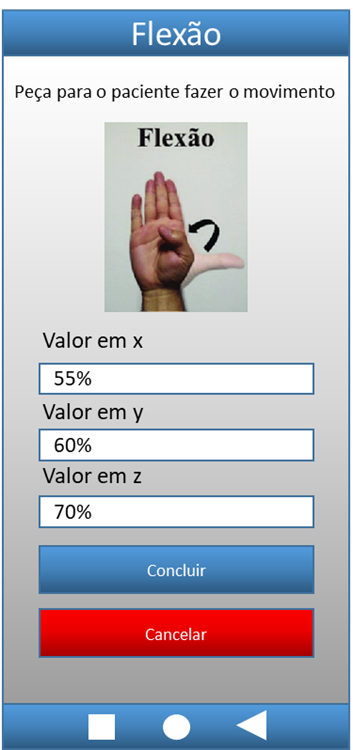 Flexão
Peça para o paciente fazer o movimento
Flexão
Valor em x
55%
Valor em y
60%
Valor em z
70%
Concluir
Cancelar